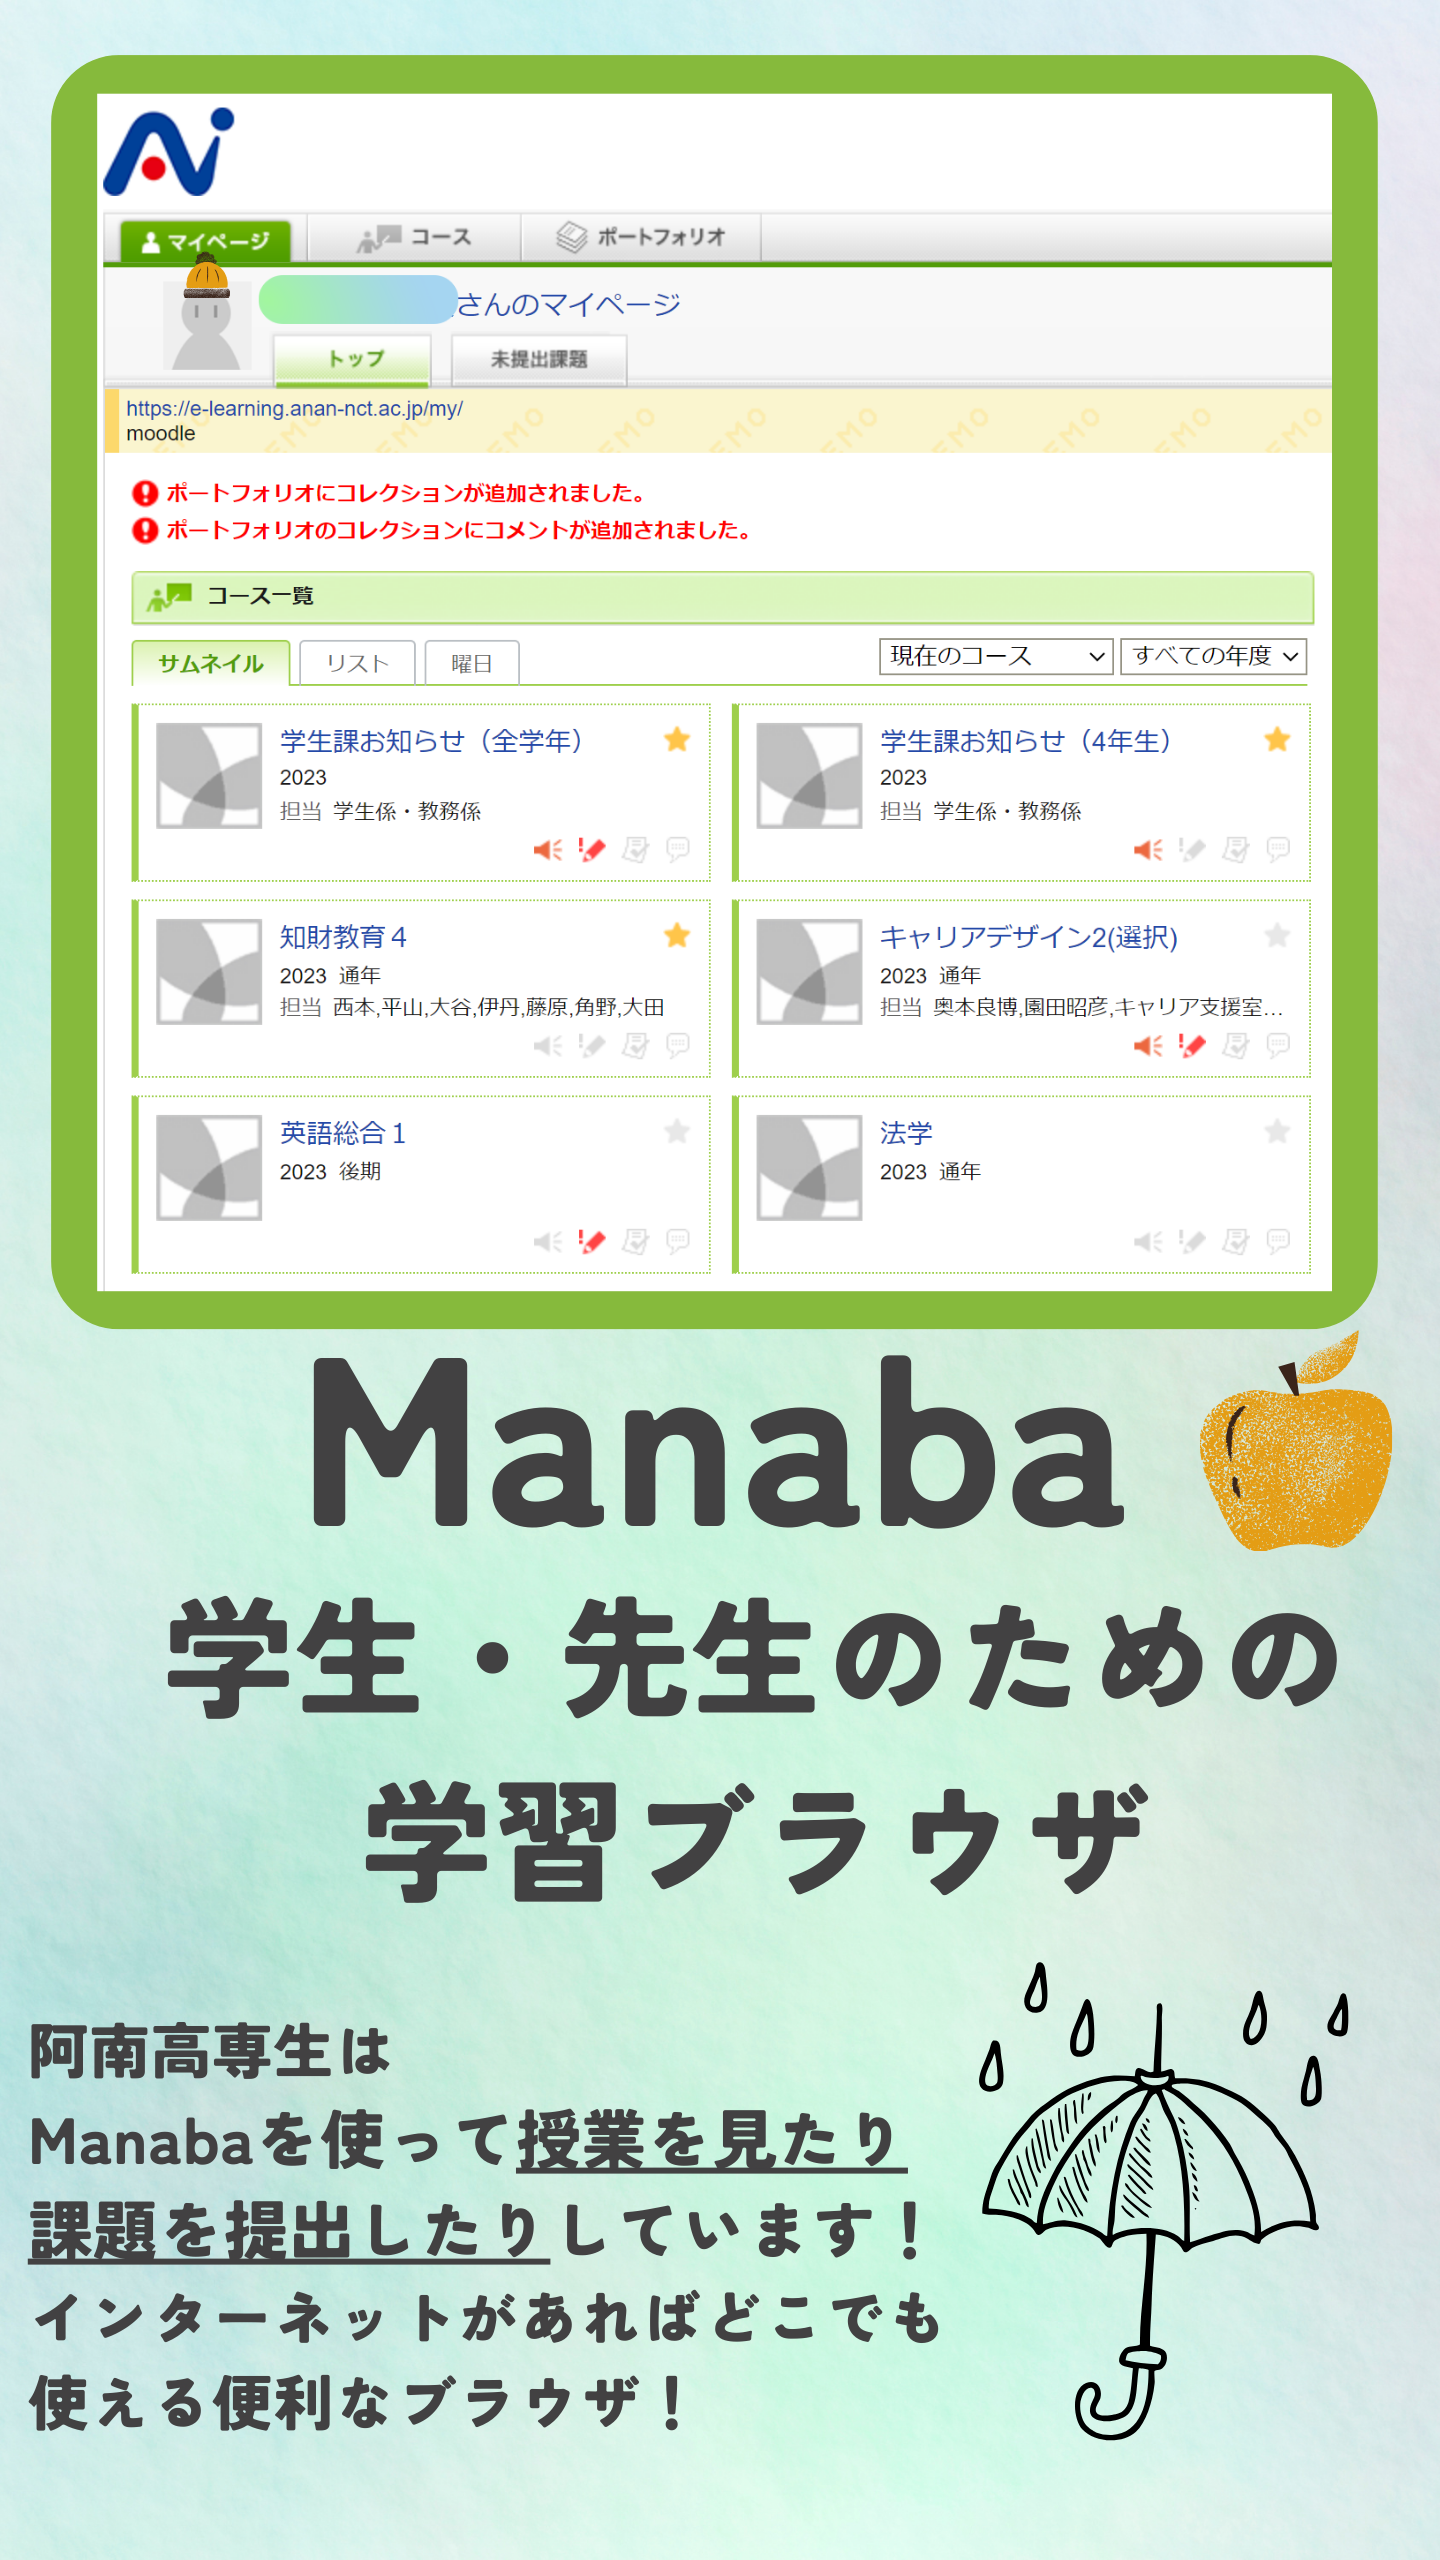 マイページ
コース
ポートフォリオ
さんのマイページ
トップ
未提出課題
https://e-learning.anan-nct.ac.jp/my/
moodle
ポートフォリオにコレクションが追加されました。
ポートフォリオのコレクションにコメントが追加されました。
コース一覧
サムネイル リスト 曜日
現在のコース すべての年度
学生課お知らせ（全学年）
2023
担当 学生係・教務係
学生課お知らせ（4年生）
2023
担当 学生係・教務係
知財教育４
2023 通年
担当 西本,平山,大谷,伊丹,藤原,角野,大田
キャリアデザイン2(選択)
2023 通年
担当 奥本良博,園田昭彦,キャリア支援室...
英語総合１
2023 後期
法学
2023 通年
Manaba
学生・先生のための
学習ブラウザ
阿南高専生は
Manabaを使って授業を見たり
課題を提出したりしています！
インターネットがあればどこでも
使える便利なブラウザ！